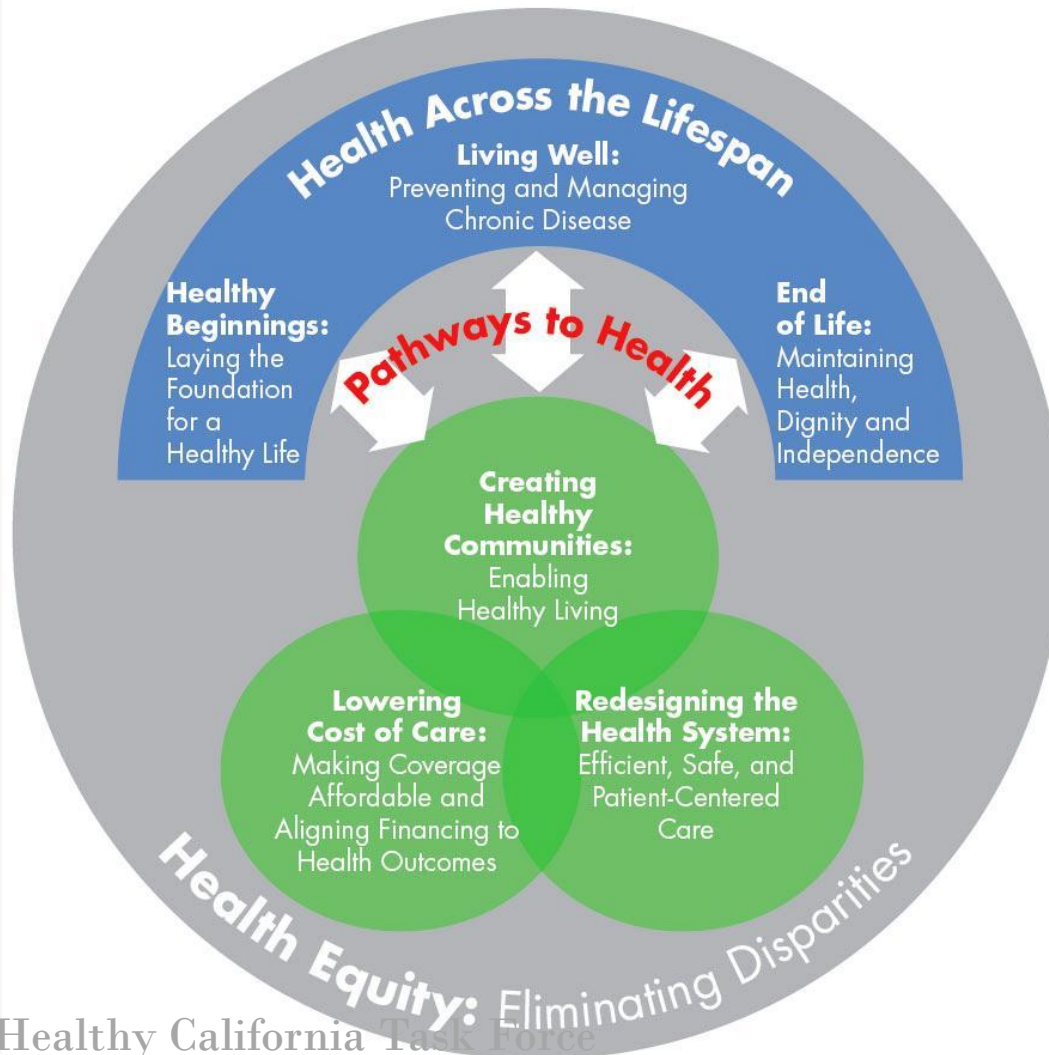 Health Across the Lifespan
Living Well:
Preventing and Managing
Chronic Disease
Healthy
Beginnings:
Laying the
Foundation
for a
Healthy Life
End
of Life:
Maintaining
Health,
Dignity and
Independence
Pathways to Health
Creating
Healthy
Communities:
Enabling
Healthy Living
Lowering
Cost of Care:
Making Coverage
Affordable and
Aligning Financing to
Health Outcomes
Redesigning the
Health System:
Efficient, Safe, and
Patient-Centered
Care
Health Equity: Eliminating Disparities
Healthy California Task Force